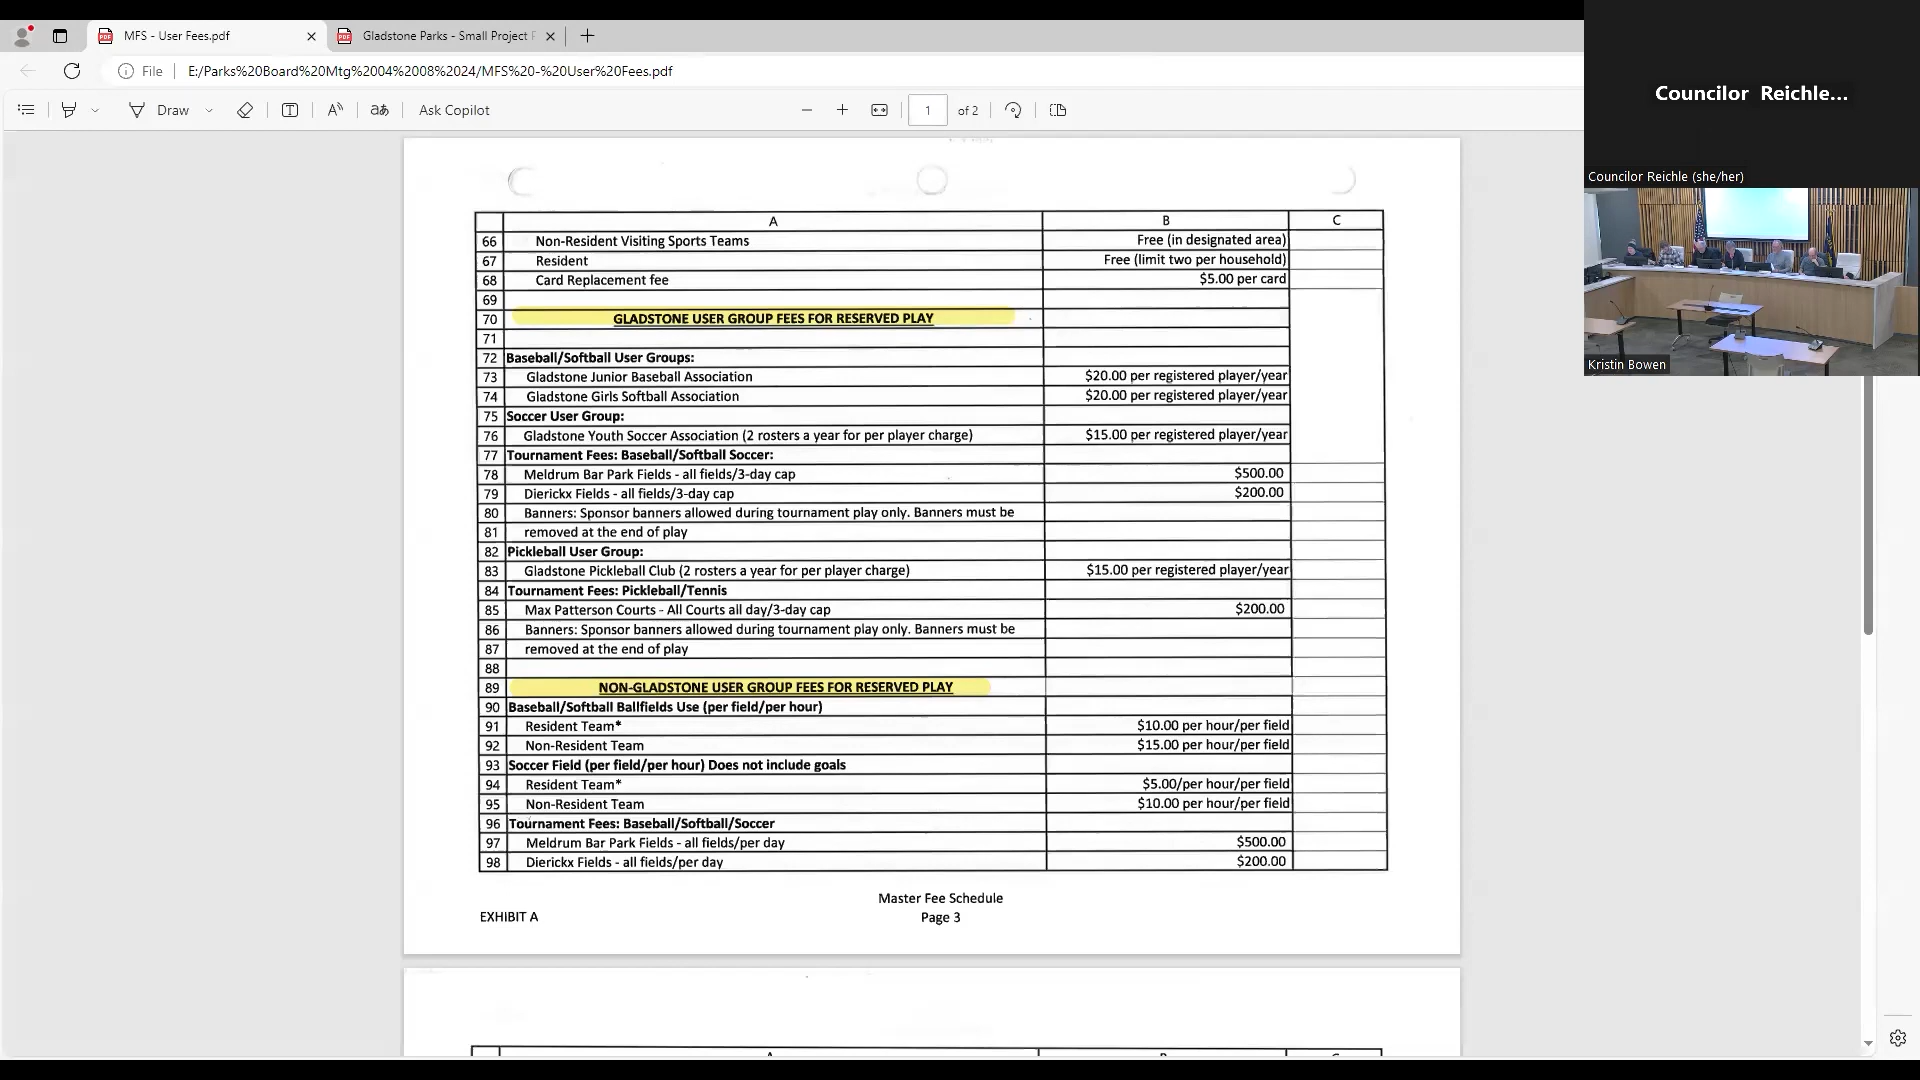 MFS - User Fees.pdf
Gladstone Parks - Small Project
File
E:/Parks%20Board%20Mtg%2004%2008%2024/MFS%20-%20User%20Fees.pdf
Draw
Ask Copilot
1 of 2
Councilor Reichle...
Councilor Reichle (she/her)
Kristin Bowen
A B C
66 Non-Resident Visiting Sports Teams Free (in designated area)
67 Resident Free (limit two per household)
68 Card Replacement fee $5.00 per card
69
70 GLADSTONE USER GROUP FEES FOR RESERVED PLAY
71
72 Baseball/Softball User Groups:
73 Gladstone Junior Baseball Association $20.00 per registered player/year
74 Gladstone Girls Softball Association $20.00 per registered player/year
75 Soccer User Group:
76 Gladstone Youth Soccer Association (2 rosters a year for per player charge) $15.00 per registered player/year
77 Tournament Fees: Baseball/Softball Soccer:
78 Meldrum Bar Park Fields - all fields/3-day cap $500.00
79 Dierickx Fields - all fields/3-day cap $200.00
80 Banners: Sponsor banners allowed during tournament play only. Banners must be
81 removed at the end of play
82 Pickleball User Group:
83 Gladstone Pickleball Club (2 rosters a year for per player charge) $15.00 per registered player/year
84 Tournament Fees: Pickleball/Tennis
85 Max Patterson Courts - All Courts all day/3-day cap $200.00
86 Banners: Sponsor banners allowed during tournament play only. Banners must be
87 removed at the end of play
88
89 NON-GLADSTONE USER GROUP FEES FOR RESERVED PLAY
90 Baseball/Softball Ballfields Use (per field/per hour)
91 Resident Team* $10.00 per hour/per field
92 Non-Resident Team $15.00 per hour/per field
93 Soccer Field (per field/per hour) Does not include goals
94 Resident Team* $5.00/per hour/per field
95 Non-Resident Team $10.00 per hour/per field
96 Tournament Fees: Baseball/Softball/Soccer
97 Meldrum Bar Park Fields - all fields/per day $500.00
98 Dierickx Fields - all fields/per day $200.00
Master Fee Schedule
EXHIBIT A Page 3